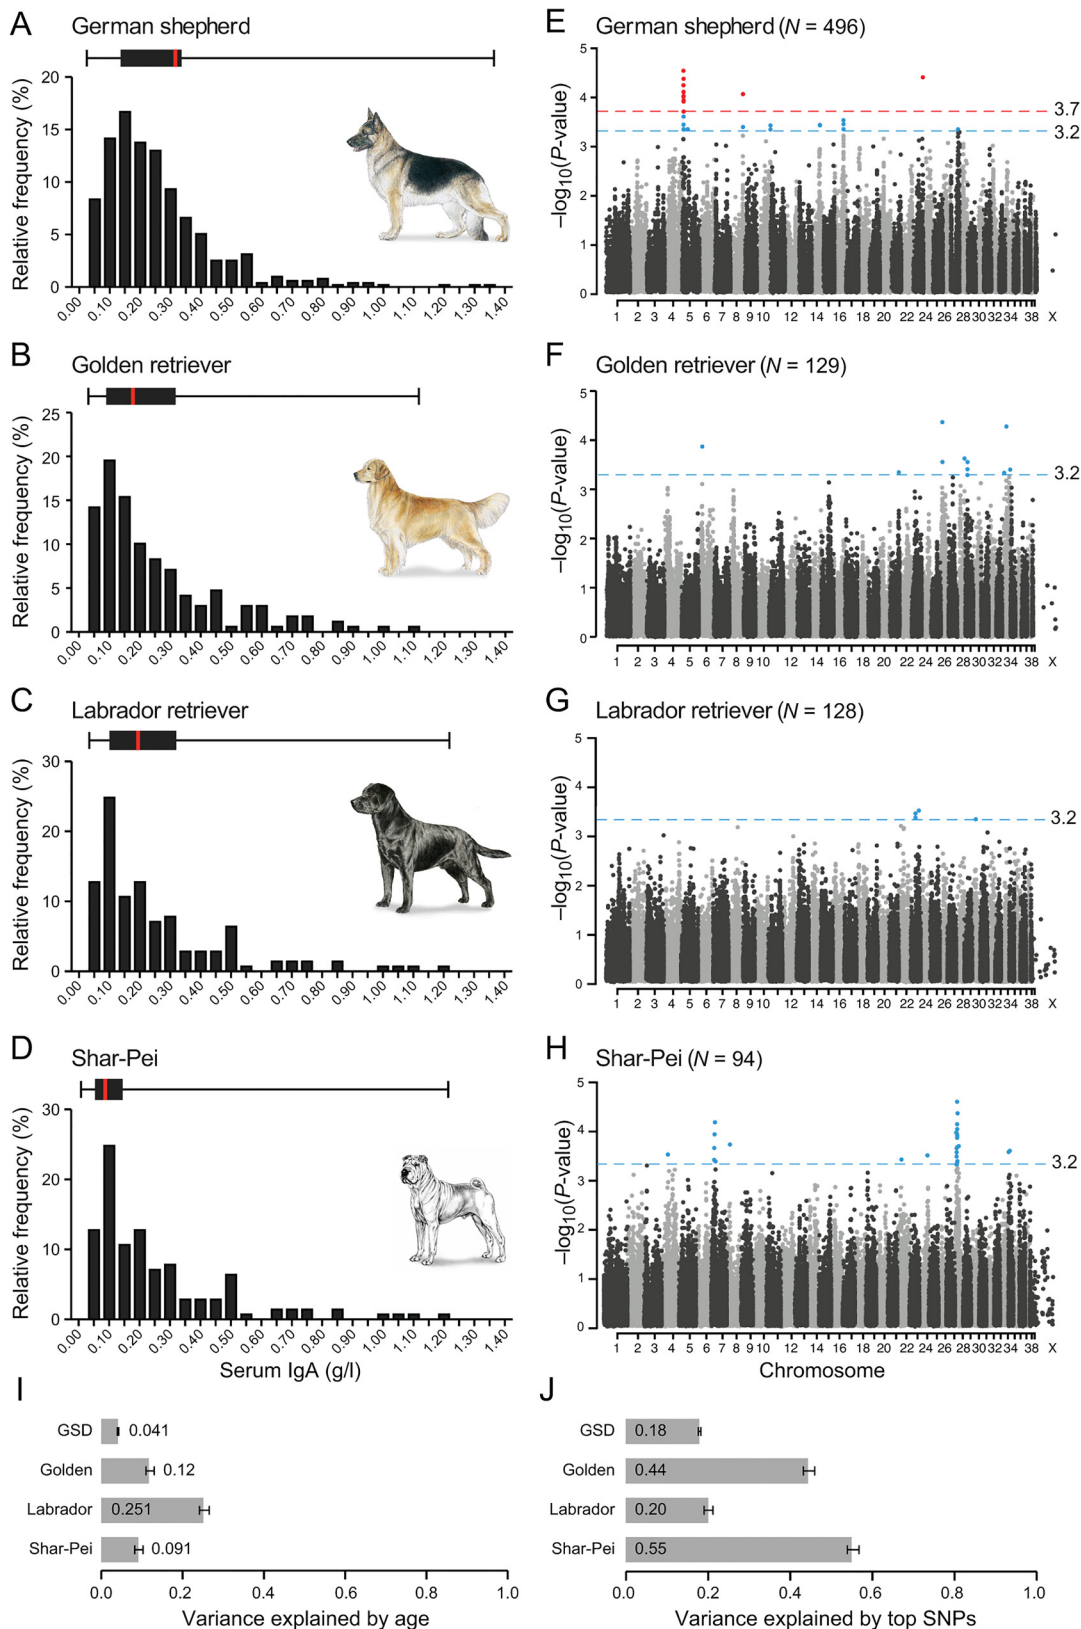 A
German shepherd
Relative frequency (%)
20
15
10
5
0
0.00
0.10
0.20
0.30
0.40
0.50
0.60
0.70
0.80
0.90
1.00
1.10
1.20
1.30
1.40
B
Golden retriever
Relative frequency (%)
25
20
15
10
5
0
0.00
0.10
0.20
0.30
0.40
0.50
0.60
0.70
0.80
0.90
1.00
1.10
1.20
1.30
1.40
C
Labrador retriever
Relative frequency (%)
30
20
10
0
0.00
0.10
0.20
0.30
0.40
0.50
0.60
0.70
0.80
0.90
1.00
1.10
1.20
1.30
1.40
D
Shar-Pei
Relative frequency (%)
30
20
10
0
0.00
0.10
0.20
0.30
0.40
0.50
0.60
0.70
0.80
0.90
1.00
1.10
1.20
1.30
1.40
Serum IgA (g/l)
E
German shepherd (N = 496)
–log10(P-value)
5
4
3
2
1
0
3.7
3.2
1 2 3 4 5 6 7 8 9 10 11 12 14 16 18 20 22 24 26 28 30 32 34 38 X
F
Golden retriever (N = 129)
–log10(P-value)
5
4
3
2
1
0
3.2
1 2 3 4 5 6 7 8 9 10 12 14 16 18 20 22 24 26 28 30 32 34 38 X
G
Labrador retriever (N = 128)
–log10(P-value)
5
4
3
2
1
0
3.2
1 2 3 4 5 6 7 8 9 10 12 14 16 18 20 22 24 26 28 30 32 34 38 X
H
Shar-Pei (N = 94)
–log10(P-value)
5
4
3
2
1
0
3.2
1 2 3 4 5 6 7 8 9 10 12 14 16 18 20 22 24 26 28 30 32 34 38 X
Chromosome
I
GSD 0.041
Golden 0.12
Labrador 0.251
Shar-Pei 0.091
0.0 0.2 0.4 0.6 0.8 1.0
Variance explained by age
J
GSD 0.18
Golden 0.44
Labrador 0.20
Shar-Pei 0.55
0.0 0.2 0.4 0.6 0.8 1.0
Variance explained by top SNPs